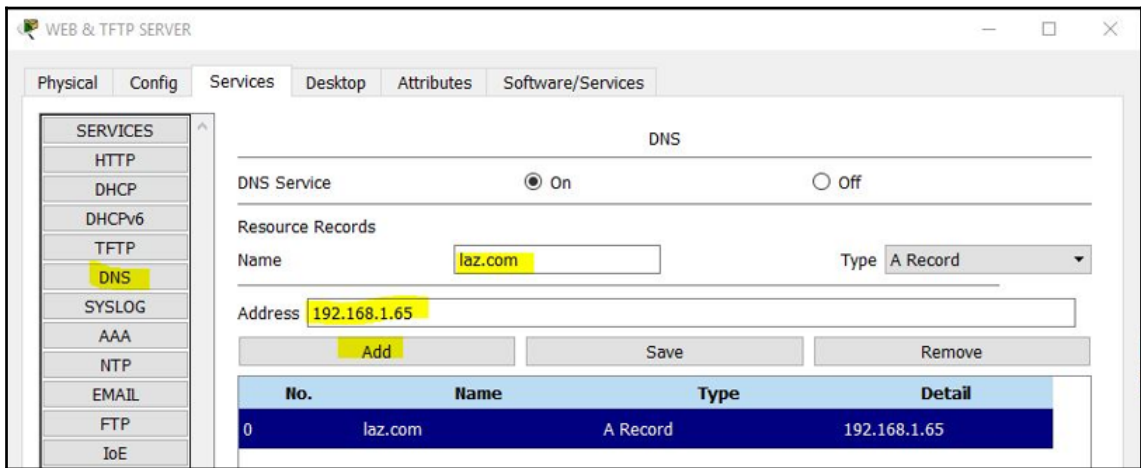 WEB & TFTP SERVER
Physical Config Services Desktop Attributes Software/Services
SERVICES
HTTP
DHCP
DHCPv6
TFTP
DNS
SYSLOG
AAA
NTP
EMAIL
FTP
IoE
DNS
DNS Service On Off
Resource Records
Name laz.com Type A Record
Address 192.168.1.65
Add Save Remove
No. Name Type Detail
0 laz.com A Record 192.168.1.65